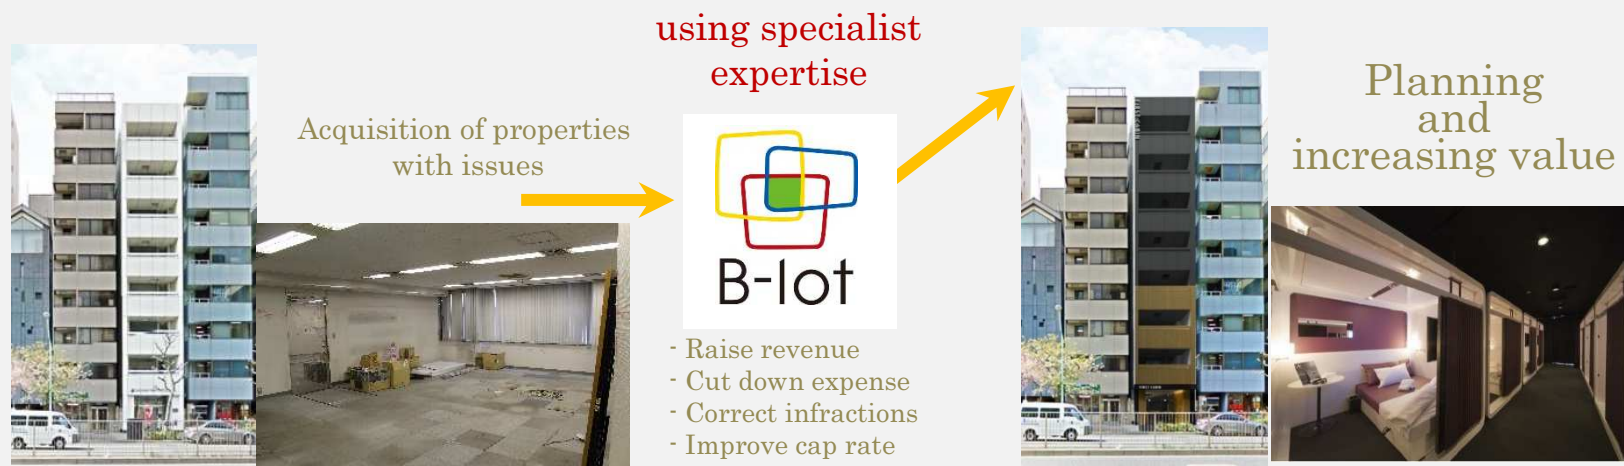 Acquisition of properties
with issues
using specialist
expertise
B-lot
- Raise revenue
- Cut down expense
- Correct infractions
- Improve cap rate
Planning
and
increasing value